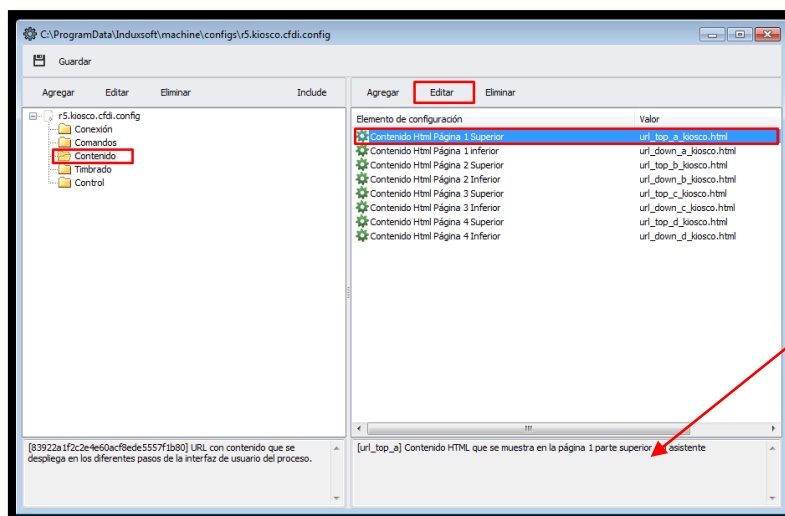 C:\ProgramData\Induxsoft\machine\configs\r5.kiosco.cfdi.config
Guardar
Agregar Editar Eliminar Include
Agregar Editar Eliminar
r5.kiosco.cfdi.config
Conexión
Comandos
Contenido
Timbrado
Control
Elemento de configuración Valor
Contenido Html Página 1 Superior url_top_a_kiosco.html
Contenido Html Página 1 inferior url_down_a_kiosco.html
Contenido Html Página 2 Superior url_top_b_kiosco.html
Contenido Html Página 2 Inferior url_down_b_kiosco.html
Contenido Html Página 3 Superior url_top_c_kiosco.html
Contenido Html Página 3 Inferior url_down_c_kiosco.html
Contenido Html Página 4 Superior url_top_d_kiosco.html
Contenido Html Página 4 Inferior url_down_d_kiosco.html
[83922a1f2c2e4e60acf8ede5557f1b80] URL con contenido que se
despliega en los diferentes pasos de la interfaz de usuario del proceso.
[url_top_a] Contenido HTML que se muestra en la página 1 parte superior asistente